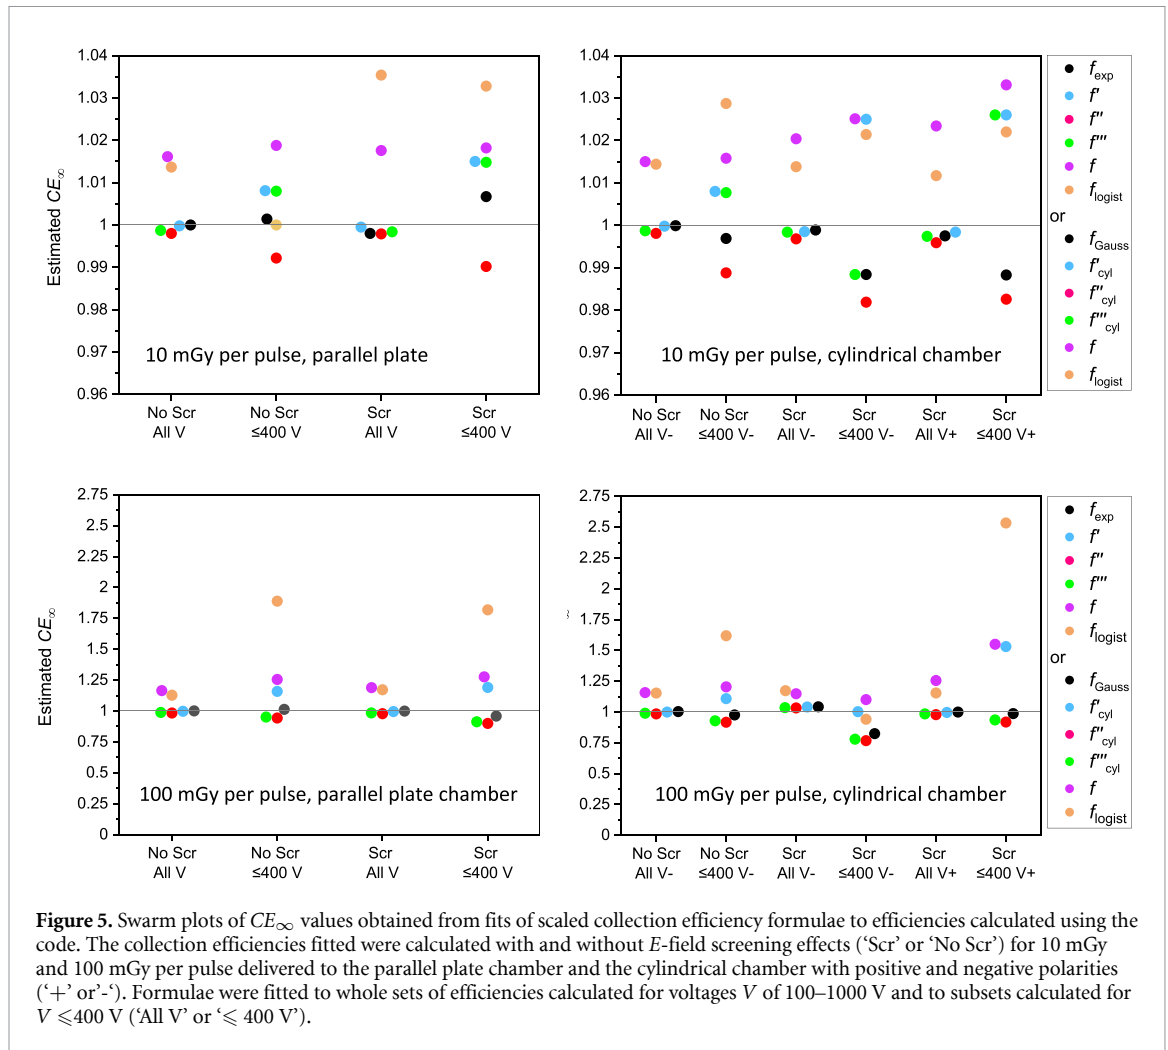 1.04
1.03
1.02
1.01
1
0.99
0.98
0.97
0.96
Estimated CE∞
10 mGy per pulse, parallel plate
No Scr
All V
No Scr
≤400 V
Scr
All V
Scr
≤400 V
1.04
1.03
1.02
1.01
1
0.99
0.98
0.97
0.96
10 mGy per pulse, cylindrical chamber
No Scr
All V-
No Scr
≤400 V-
Scr
All V-
Scr
≤400 V-
Scr
All V+
Scr
≤400 V+
fexp
f'
f''
f'''
f
flogist
or
fGauss
f'cyl
f''cyl
f'''cyl
f
flogist
2.75
2.5
2.25
2
1.75
1.5
1.25
1
0.75
0.5
0.25
0
Estimated CE∞
100 mGy per pulse, parallel plate chamber
No Scr
All V
No Scr
≤400 V
Scr
All V
Scr
≤400 V
2.75
2.5
2.25
2
1.75
1.5
1.25
1
0.75
0.5
0.25
0
100 mGy per pulse, cylindrical chamber
No Scr
All V-
No Scr
≤400 V-
Scr
All V-
Scr
≤400 V-
Scr
All V+
Scr
≤400 V+
fexp
f'
f''
f'''
f
flogist
or
fGauss
f'cyl
f''cyl
f'''cyl
f
flogist
Figure 5. Swarm plots of CE∞ values obtained from fits of scaled collection efficiency formulae to efficiencies calculated using the
code. The collection efficiencies fitted were calculated with and without E-field screening effects ('Scr' or 'No Scr') for 10 mGy
and 100 mGy per pulse delivered to the parallel plate chamber and the cylindrical chamber with positive and negative polarities
('+' or'-'). Formulae were fitted to whole sets of efficiencies calculated for voltages V of 100–1000 V and to subsets calculated for
V ⩽400 V ('All V' or '⩽ 400 V').